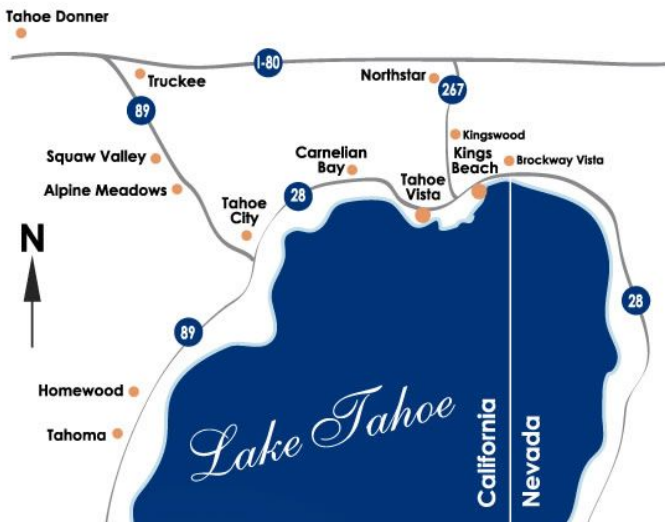 Tahoe Donner
I-80
Truckee
Northstar
89
267
Kingswood
Squaw Valley
Carnelian
Bay
Kings
Beach
Brockway Vista
Alpine Meadows
Tahoe
City
28
Tahoe
Vista
N
28
89
Homewood
Tahoma
Lake Tahoe
California
Nevada